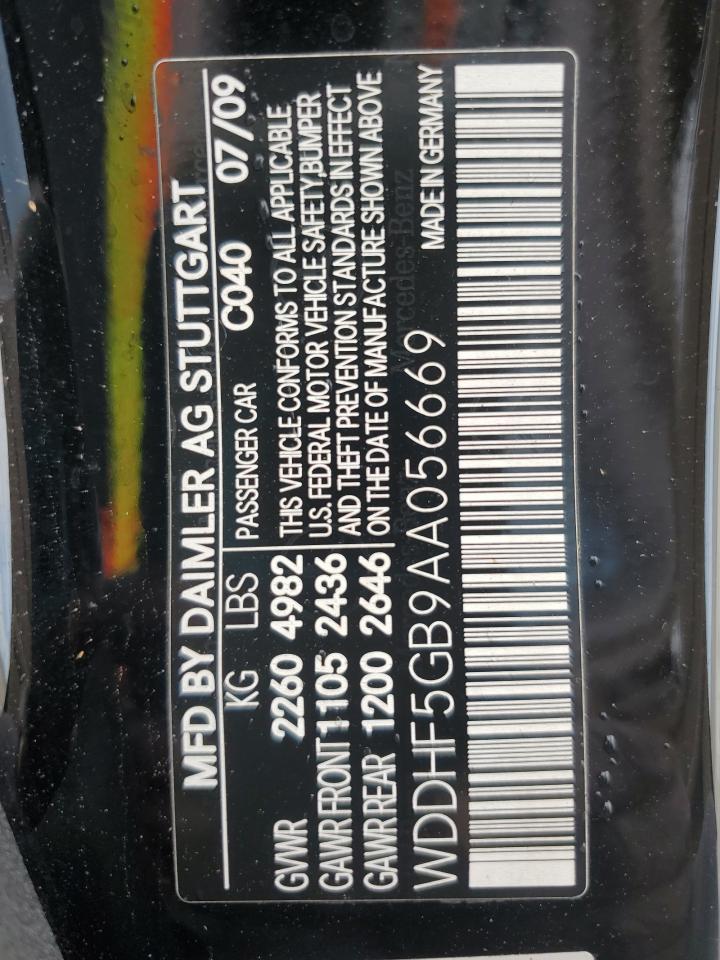 MFD BY DAIMLER AG STUTTGART
KG LBS PASSENGER CAR C040 07/09
GVWR 2260 4982 THIS VEHICLE CONFORMS TO ALL APPLICABLE
GAWR FRONT 1105 2436 U.S. FEDERAL MOTOR VEHICLE SAFETY,BUMPER
AND THEFT PREVENTION STANDARDS IN EFFECT
GAWR REAR 1200 2646 ON THE DATE OF MANUFACTURE SHOWN ABOVE
Mercedes-Benz
WDDHF5GB9AA056669 MADE IN GERMANY